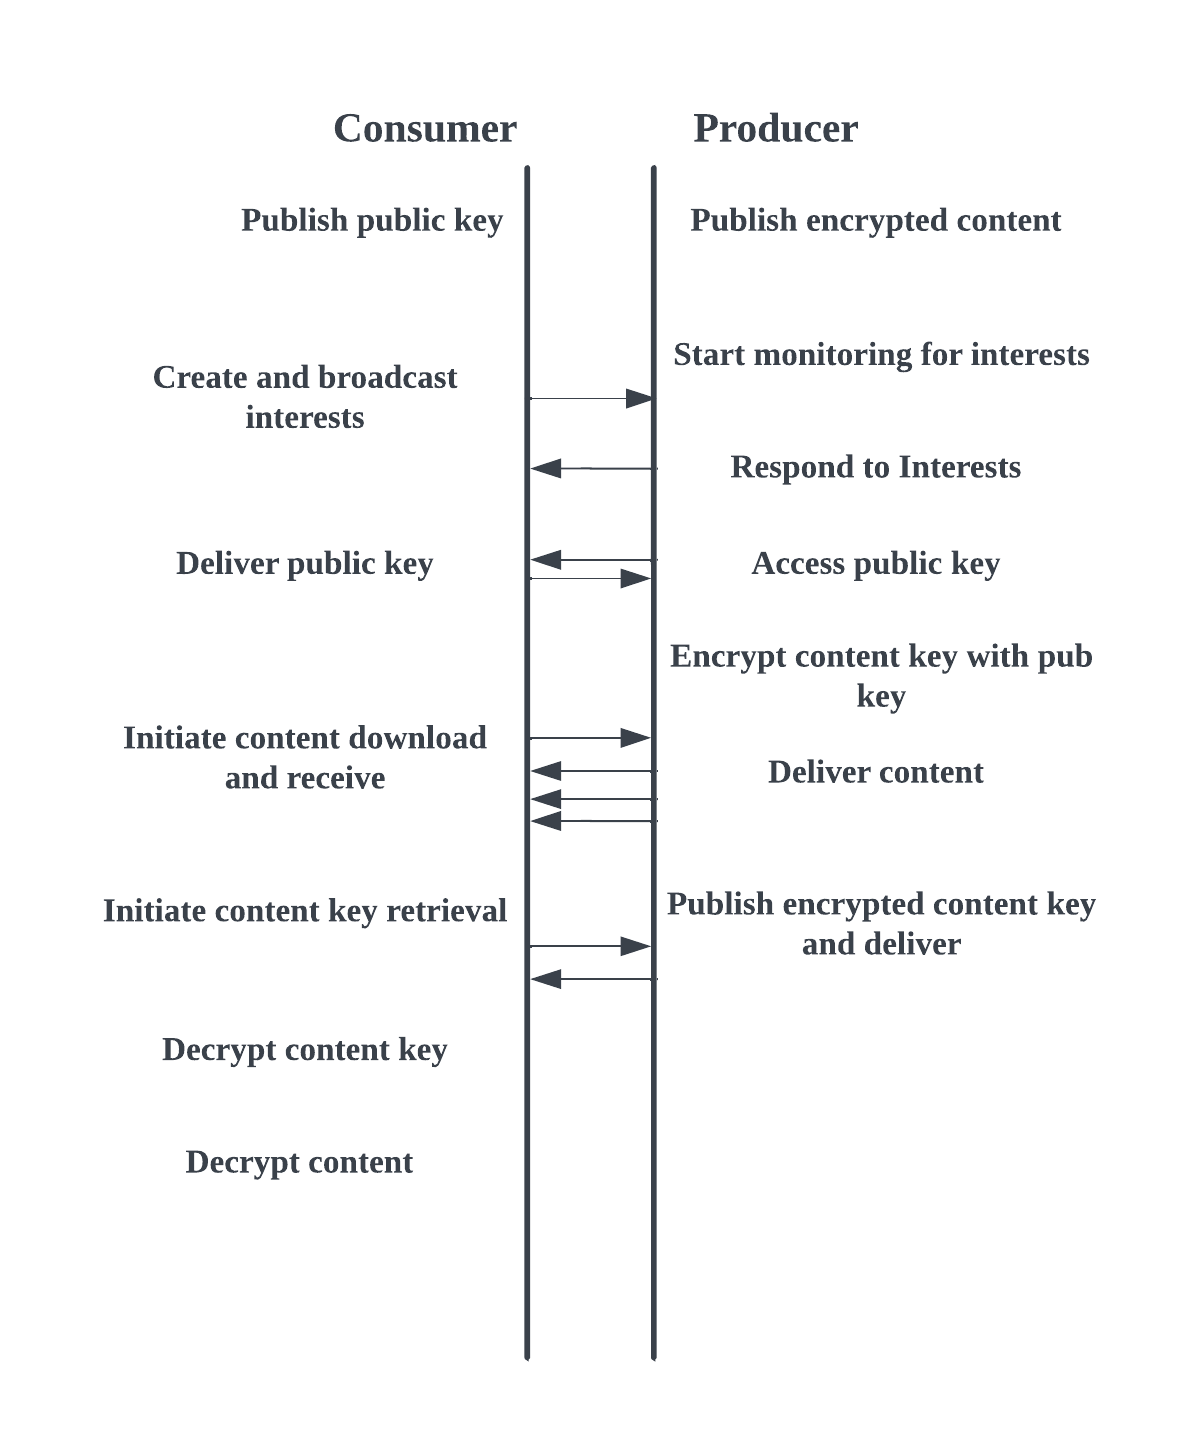 Consumer
Producer
Publish public key
Publish encrypted content
Start monitoring for interests
Create and broadcast
interests
Respond to Interests
Deliver public key
Access public key
Encrypt content key with pub
key
Initiate content download
and receive
Deliver content
Initiate content key retrieval
Publish encrypted content key
and deliver
Decrypt content key
Decrypt content